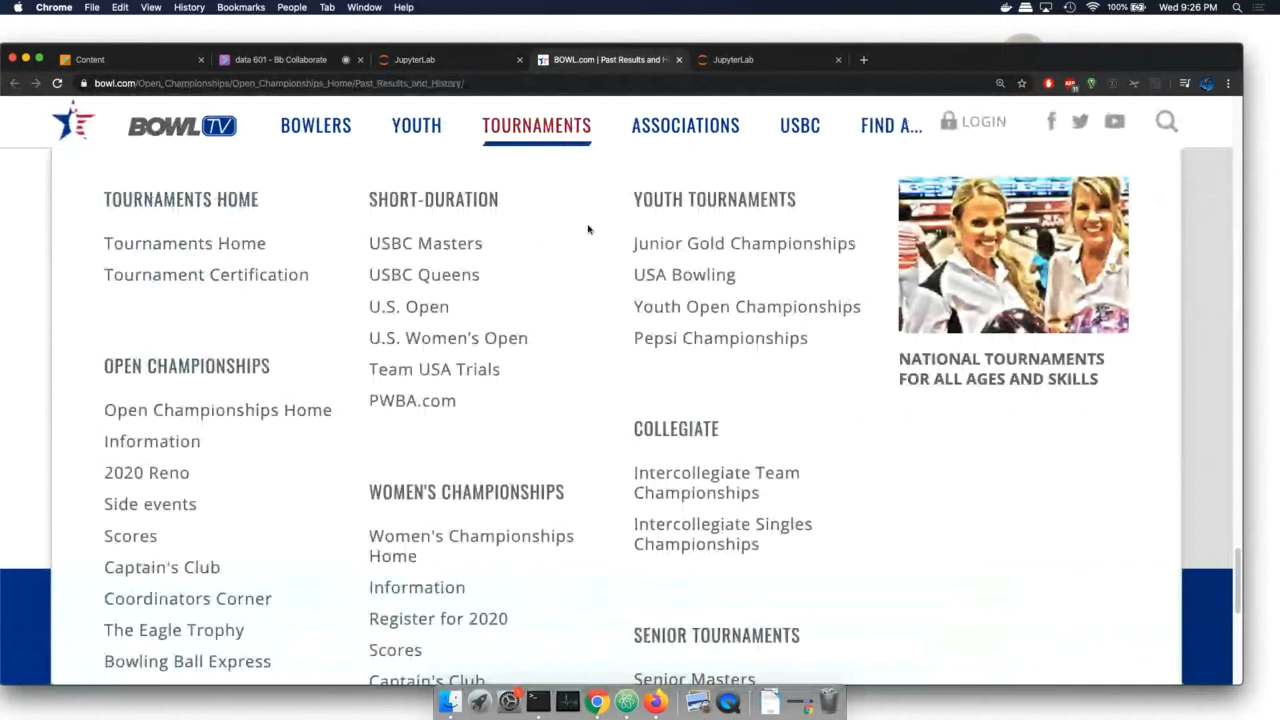 Chrome File Edit View History Bookmarks People Tab Window Help 100% Wed 9:26 PM
Content data 601 - Bb Collaborate JupyterLab BOWL.com | Past Results and H JupyterLab
bowl.com/Open_Championships/Open_Championships_Home/Past_Results_and_History/
BOWL TV BOWLERS YOUTH TOURNAMENTS ASSOCIATIONS USBC FIND A... LOGIN
TOURNAMENTS HOME
Tournaments Home
Tournament Certification
OPEN CHAMPIONSHIPS
Open Championships Home
Information
2020 Reno
Side events
Scores
Captain's Club
Coordinators Corner
The Eagle Trophy
Bowling Ball Express
SHORT-DURATION
USBC Masters
USBC Queens
U.S. Open
U.S. Women's Open
Team USA Trials
PWBA.com
WOMEN'S CHAMPIONSHIPS
Women's Championships
Home
Information
Register for 2020
Scores
Captain's Club
YOUTH TOURNAMENTS
Junior Gold Championships
USA Bowling
Youth Open Championships
Pepsi Championships
COLLEGIATE
Intercollegiate Team
Championships
Intercollegiate Singles
Championships
SENIOR TOURNAMENTS
Senior Masters
NATIONAL TOURNAMENTS
FOR ALL AGES AND SKILLS